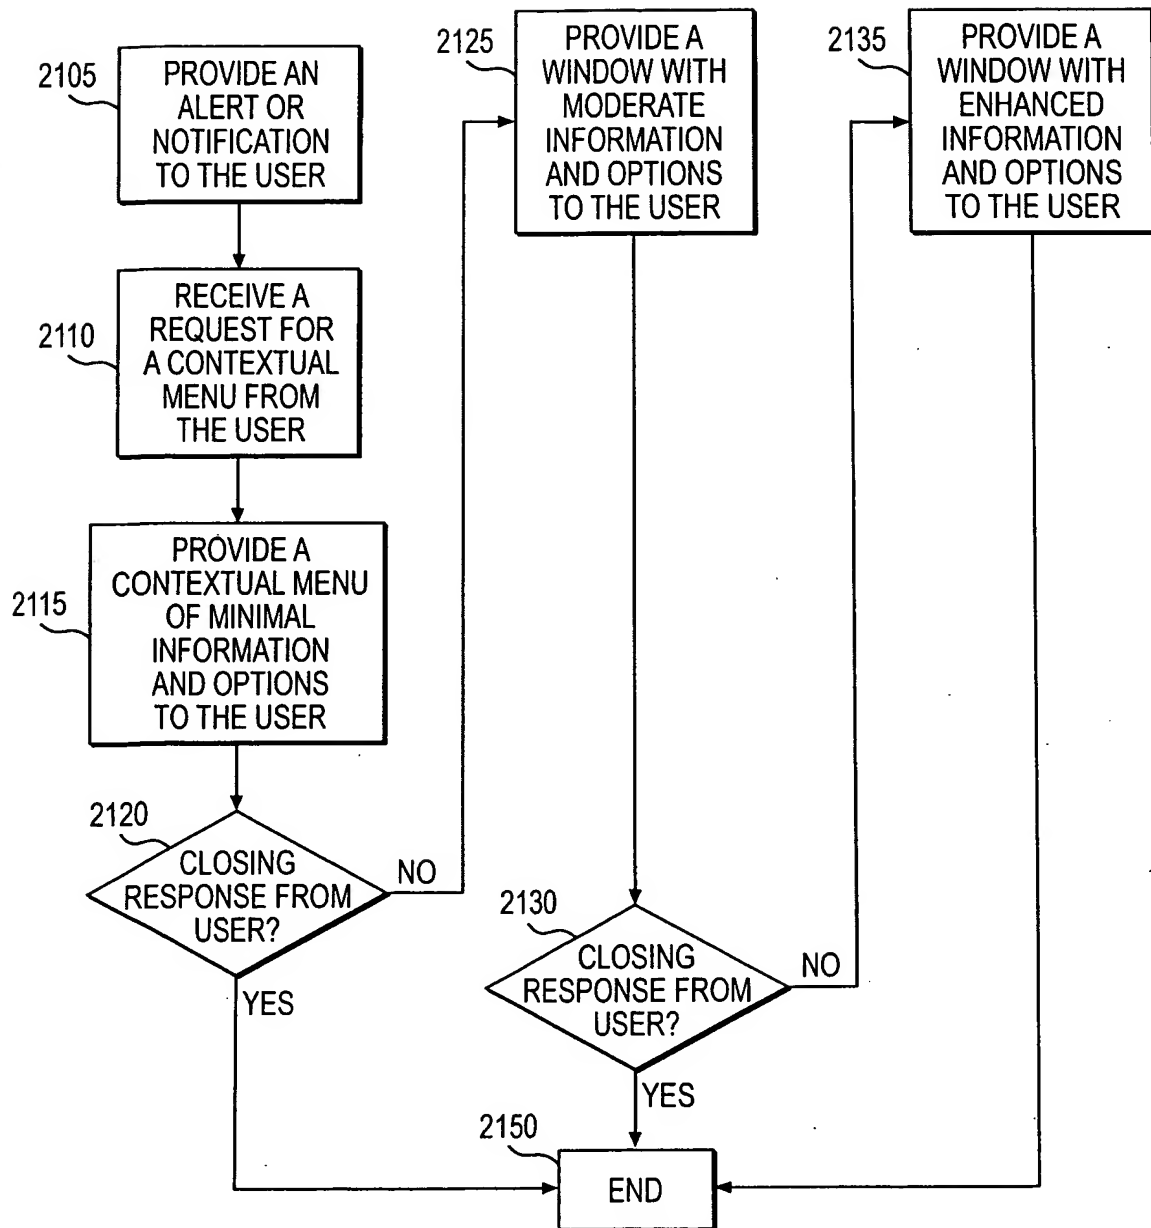 2105
PROVIDE AN
ALERT OR
NOTIFICATION
TO THE USER
2110
RECEIVE A
REQUEST FOR
A CONTEXTUAL
MENU FROM
THE USER
2115
PROVIDE A
CONTEXTUAL MENU
OF MINIMAL
INFORMATION
AND OPTIONS
TO THE USER
2120
CLOSING
RESPONSE FROM
USER?
NO
YES
2125
PROVIDE A
WINDOW WITH
MODERATE
INFORMATION
AND OPTIONS
TO THE USER
2130
CLOSING
RESPONSE FROM
USER?
NO
YES
2135
PROVIDE A
WINDOW WITH
ENHANCED
INFORMATION
AND OPTIONS
TO THE USER
2150
END